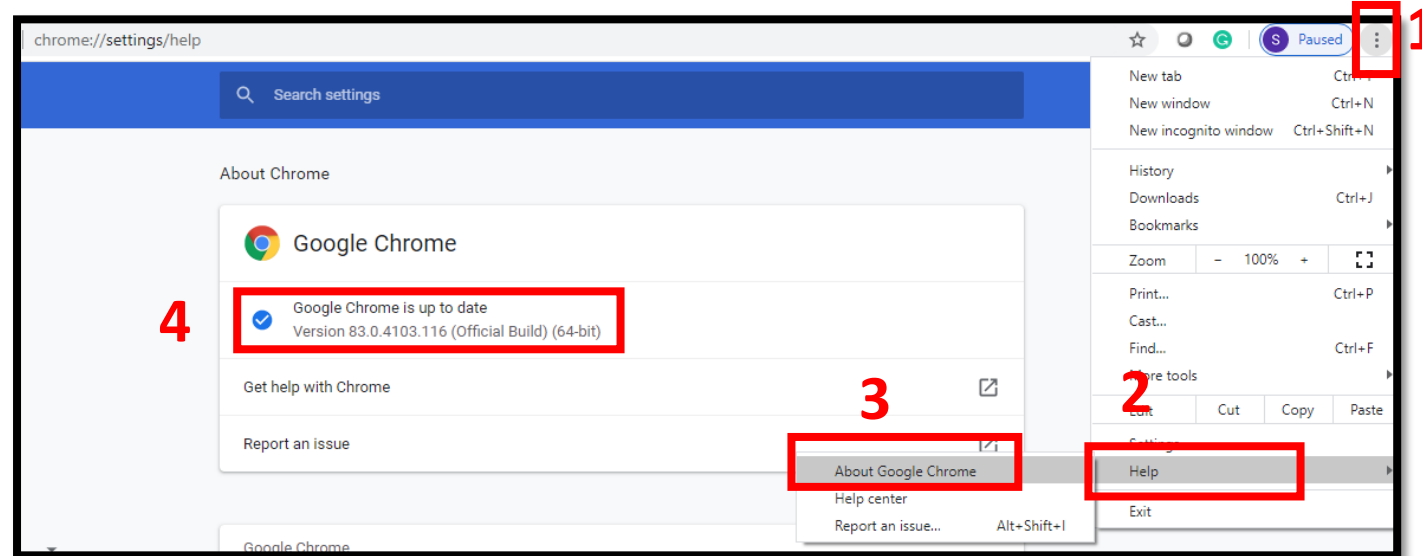 chrome://settings/help
S Paused
1
Search settings
New tab
New window Ctrl+N
New incognito window Ctrl+Shift+N
About Chrome
History
Downloads Ctrl+J
Bookmarks
Google Chrome
Zoom - 100% +
4
Google Chrome is up to date
Version 83.0.4103.116 (Official Build) (64-bit)
Print... Ctrl+P
Cast...
Find... Ctrl+F
More tools
Get help with Chrome
3
2
Edit Cut Copy Paste
Report an issue
Settings
About Google Chrome
Help
Help center
Report an issue... Alt+Shift+I
Exit
Google Chrome